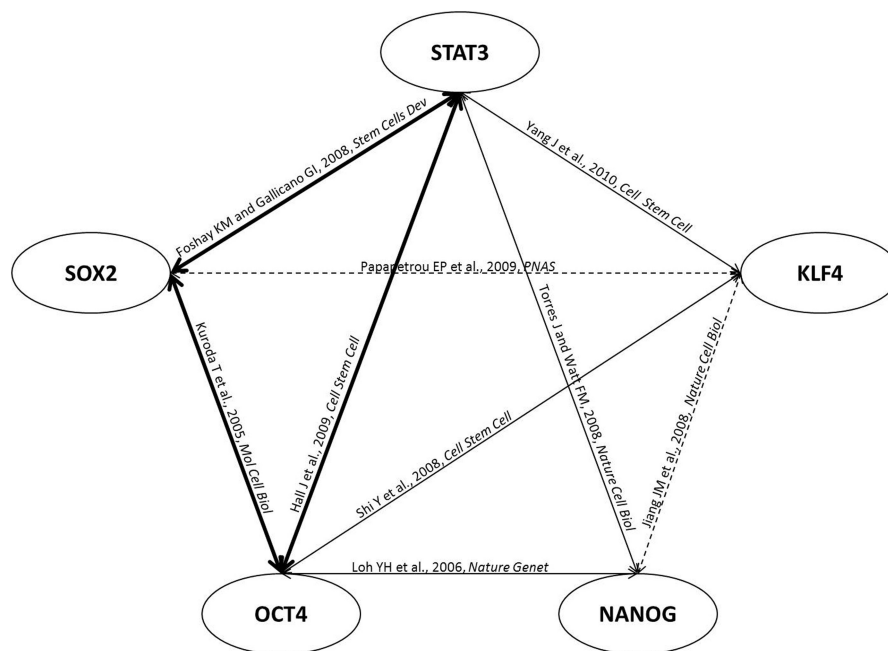 STAT3
Foshay KM and Gallicano GI, 2008, Stem Cells Dev
Yang J et al., 2010, Cell Stem Cell
SOX2
Papapetrou EP et al., 2009, PNAS
KLF4
Kuroda T et al., 2005, Mol Cell Biol
Hall J et al., 2009, Cell Stem Cell
Torres J and Watt FM, 2008, Nature Cell Biol
Jiang JM et al., 2008, Nature Cell Biol
Shi Y et al., 2008, Cell Stem Cell
Loh YH et al., 2006, Nature Genet
OCT4
NANOG